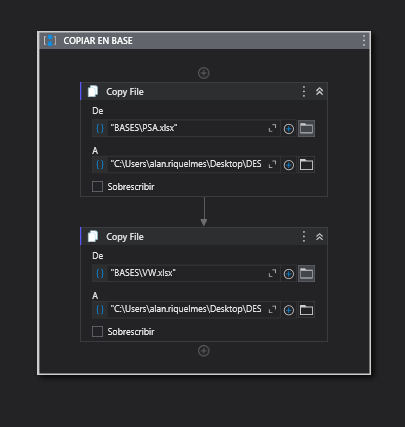 COPIAR EN BASE
Copy File
De
"BASES\PSA.xlsx"
A
"C:\Users\alan.riquelmes\Desktop\DES
Sobrescribir
Copy File
De
"BASES\VW.xlsx"
A
"C:\Users\alan.riquelmes\Desktop\DES
Sobrescribir